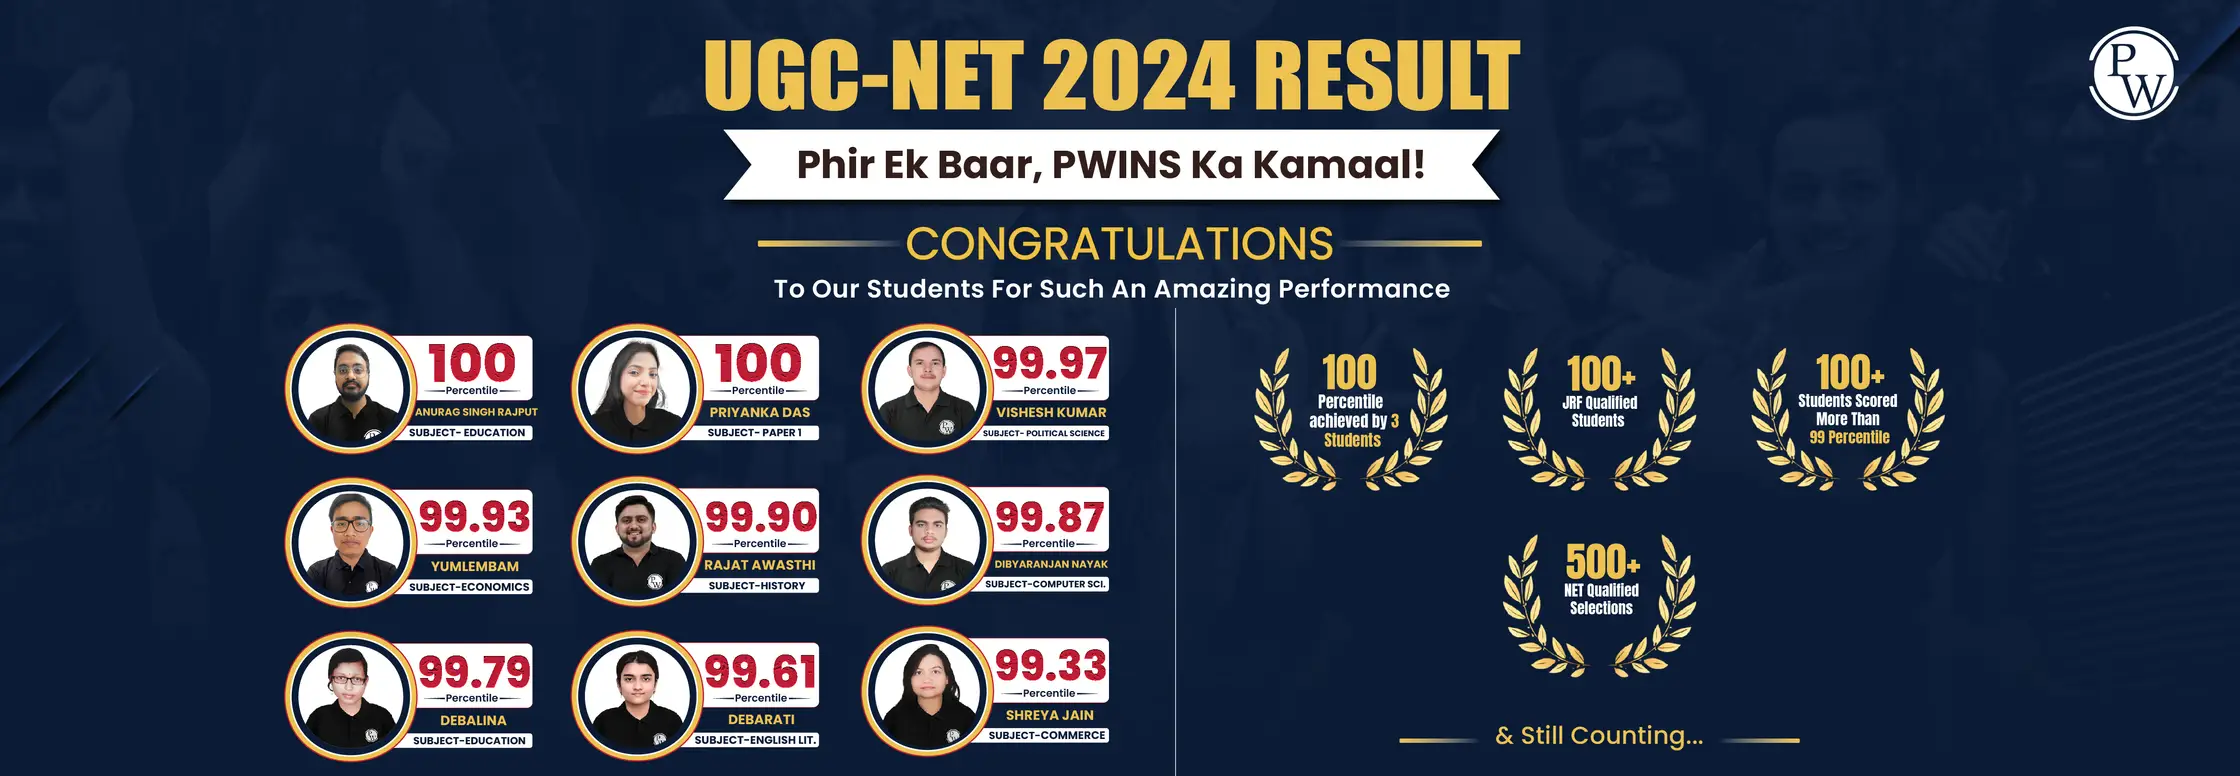 UGC-NET 2024 RESULT
PW
Phir Ek Baar, PWINS Ka Kamaal!
CONGRATULATIONS
To Our Students For Such An Amazing Performance
100
Percentile
ANURAG SINGH RAJPUT
SUBJECT- EDUCATION
100
Percentile
PRIYANKA DAS
SUBJECT- PAPER 1
99.97
Percentile
VISHESH KUMAR
SUBJECT- POLITICAL SCIENCE
99.93
Percentile
YUMLEMBAM
SUBJECT-ECONOMICS
99.90
Percentile
RAJAT AWASTHI
SUBJECT-HISTORY
99.87
Percentile
DIBYARANJAN NAYAK
SUBJECT-COMPUTER SCI.
99.79
Percentile
DEBALINA
SUBJECT-EDUCATION
99.61
Percentile
DEBARATI
SUBJECT-ENGLISH LIT.
99.33
Percentile
SHREYA JAIN
SUBJECT-COMMERCE
100
Percentile
achieved by 3
Students
100+
JRF Qualified
Students
100+
Students Scored
More Than
99 Percentile
500+
NET Qualified
Selections
& Still Counting...